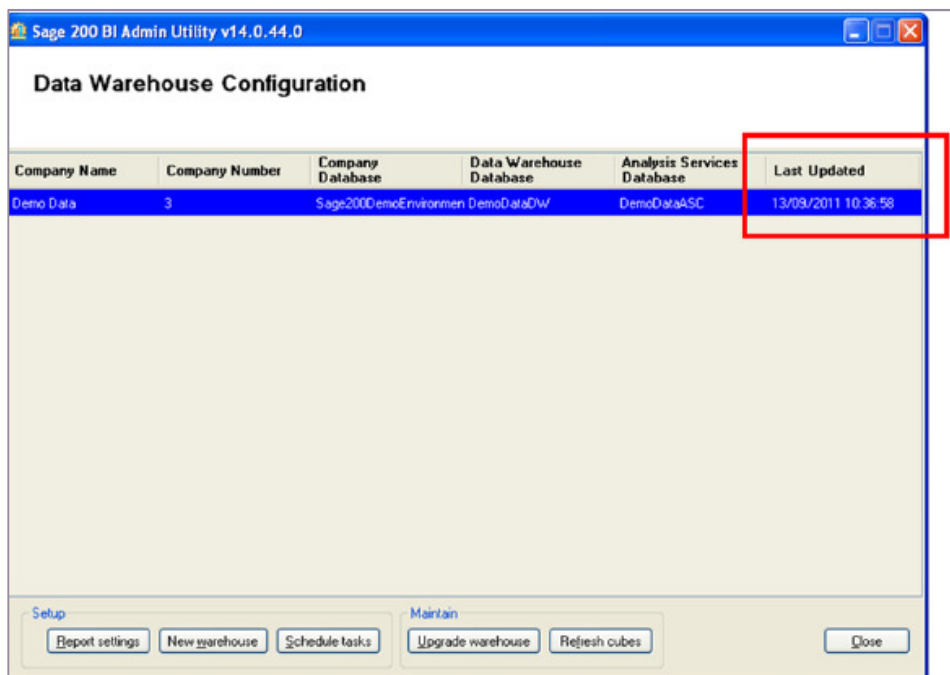 Sage 200 BI Admin Utility v14.0.44.0
Data Warehouse Configuration
Company Name Company Number Company Database Data Warehouse Database Analysis Services Database Last Updated
Demo Data 3 Sage200DemoEnvironmen DemoDataDW DemoDataASC 13/09/2011 10:36:58
Setup Maintain
Report settings New warehouse Schedule tasks Upgrade warehouse Refresh cubes Close